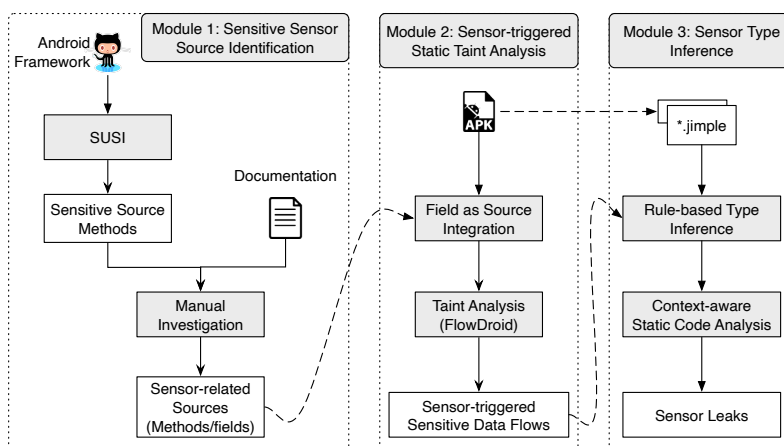 Module 1: Sensitive Sensor
Source Identification
Android
Framework
SUSI
Sensitive Source
Methods
Documentation
Manual
Investigation
Sensor-related
Sources
(Methods/fields)
Module 2: Sensor-triggered
Static Taint Analysis
APK
Field as Source
Integration
Taint Analysis
(FlowDroid)
Sensor-triggered
Sensitive Data Flows
Module 3: Sensor Type
Inference
*.jimple
Rule-based Type
Inference
Context-aware
Static Code Analysis
Sensor Leaks